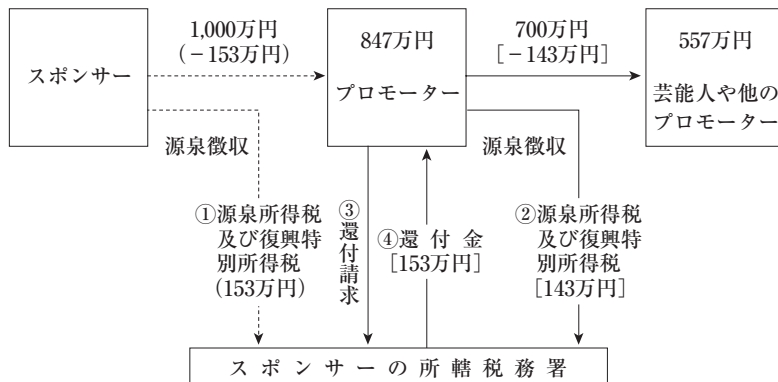 スポンサー
1,000万円
(−153万円)
847万円
プロモーター
700万円
[−143万円]
557万円
芸能人や他の
プロモーター
源泉徴収
源泉徴収
①源泉所得税
及び復興特
別所得税
(153万円)
③還付請求
④還付金
[153万円]
②源泉所得税
及び復興特
別所得税
[143万円]
スポンサーの所轄税務署